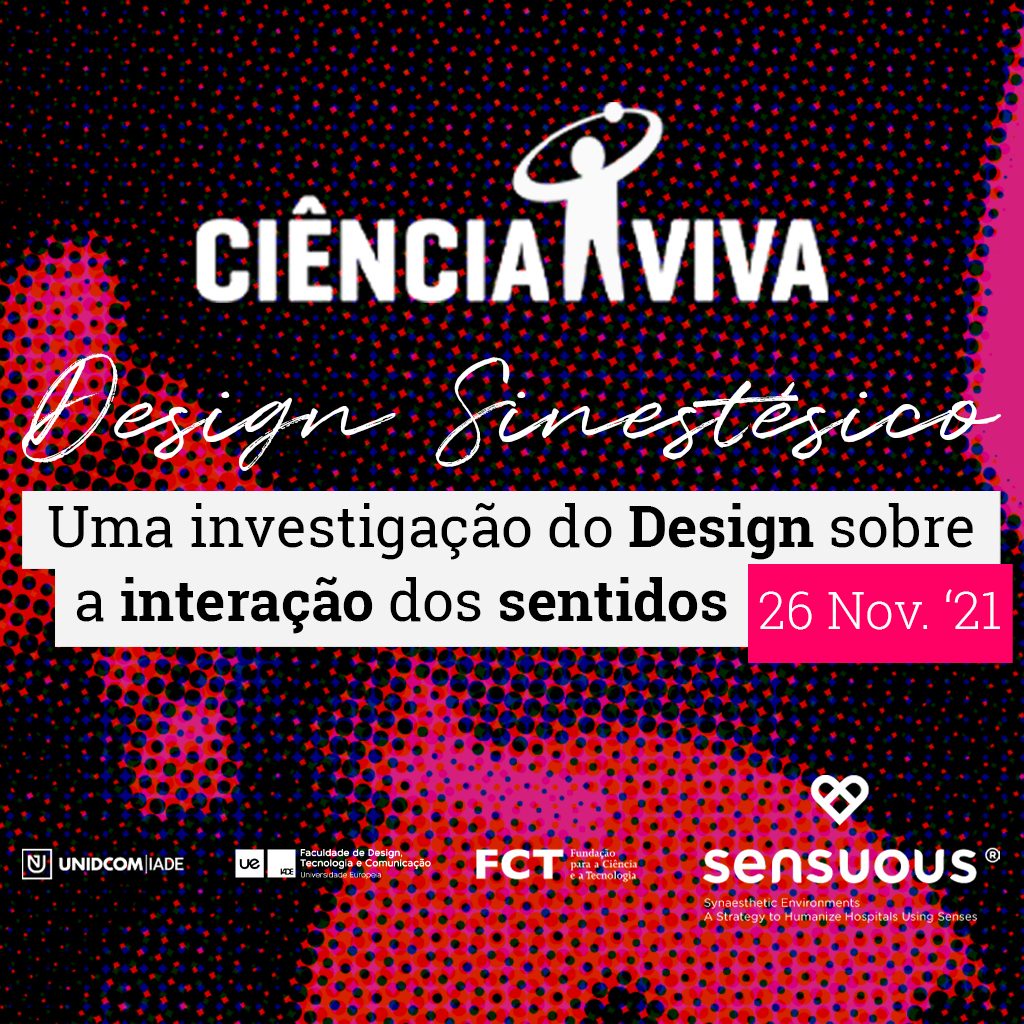 CIÊNCIA VIVA
Design Sinestésico
Uma investigação do Design sobre
a interação dos sentidos
26 Nov. ‘21
UNIDCOM|IADE
ue
IADE
Faculdade de Design,
Tecnologia e Comunicação
Universidade Europeia
FCT
Fundação
para a Ciência
e a Tecnologia
sensuous®
Synaesthetic Environments
A Strategy to Humanize Hospitals Using Senses